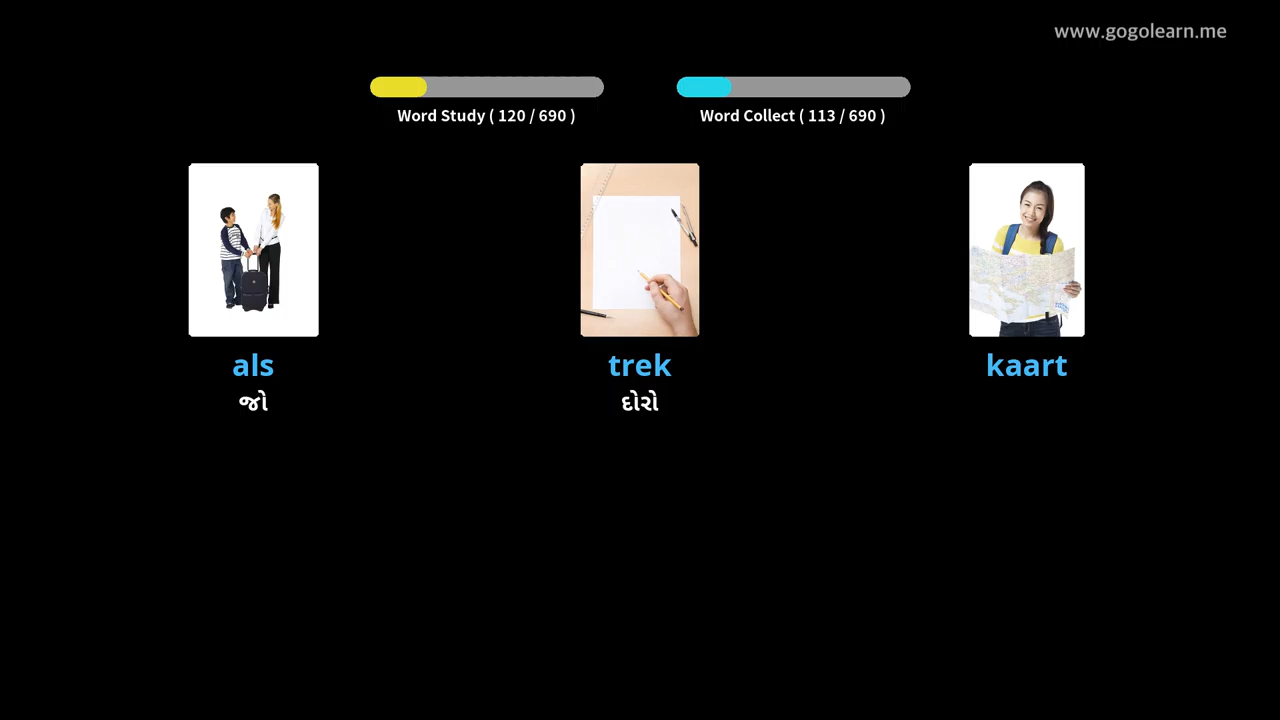 www.gogolearn.me
Word Study ( 120 / 690 )
Word Collect ( 113 / 690 )
als
trek
kaart
જો
દોરો